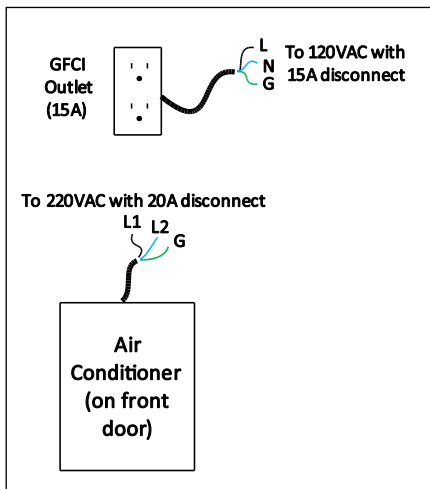 GFCI
Outlet
(15A)
L
N
G
To 120VAC with
15A disconnect
To 220VAC with 20A disconnect
L1
L2
G
Air
Conditioner
(on front
door)